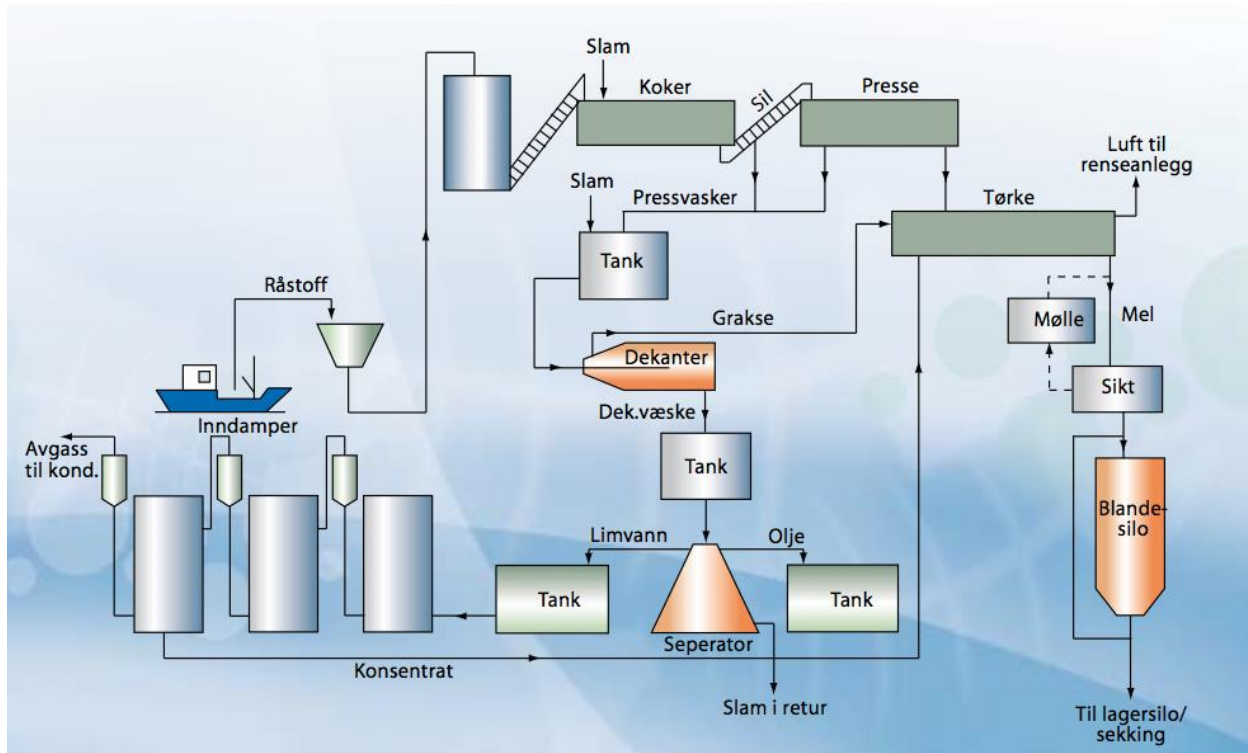 Slam
Koker
Sil
Presse
Luft til
renseanlegg
Slam
Pressvasker
Tørke
Tank
Råstoff
Grakse
Mølle
Mel
Dekanter
Sikt
Dek.væske
Inndamper
Avgass
til kond.
Tank
Blande-
silo
Limvann
Olje
Tank
Tank
Seperator
Konsentrat
Slam i retur
Til lagersilo/
sekking